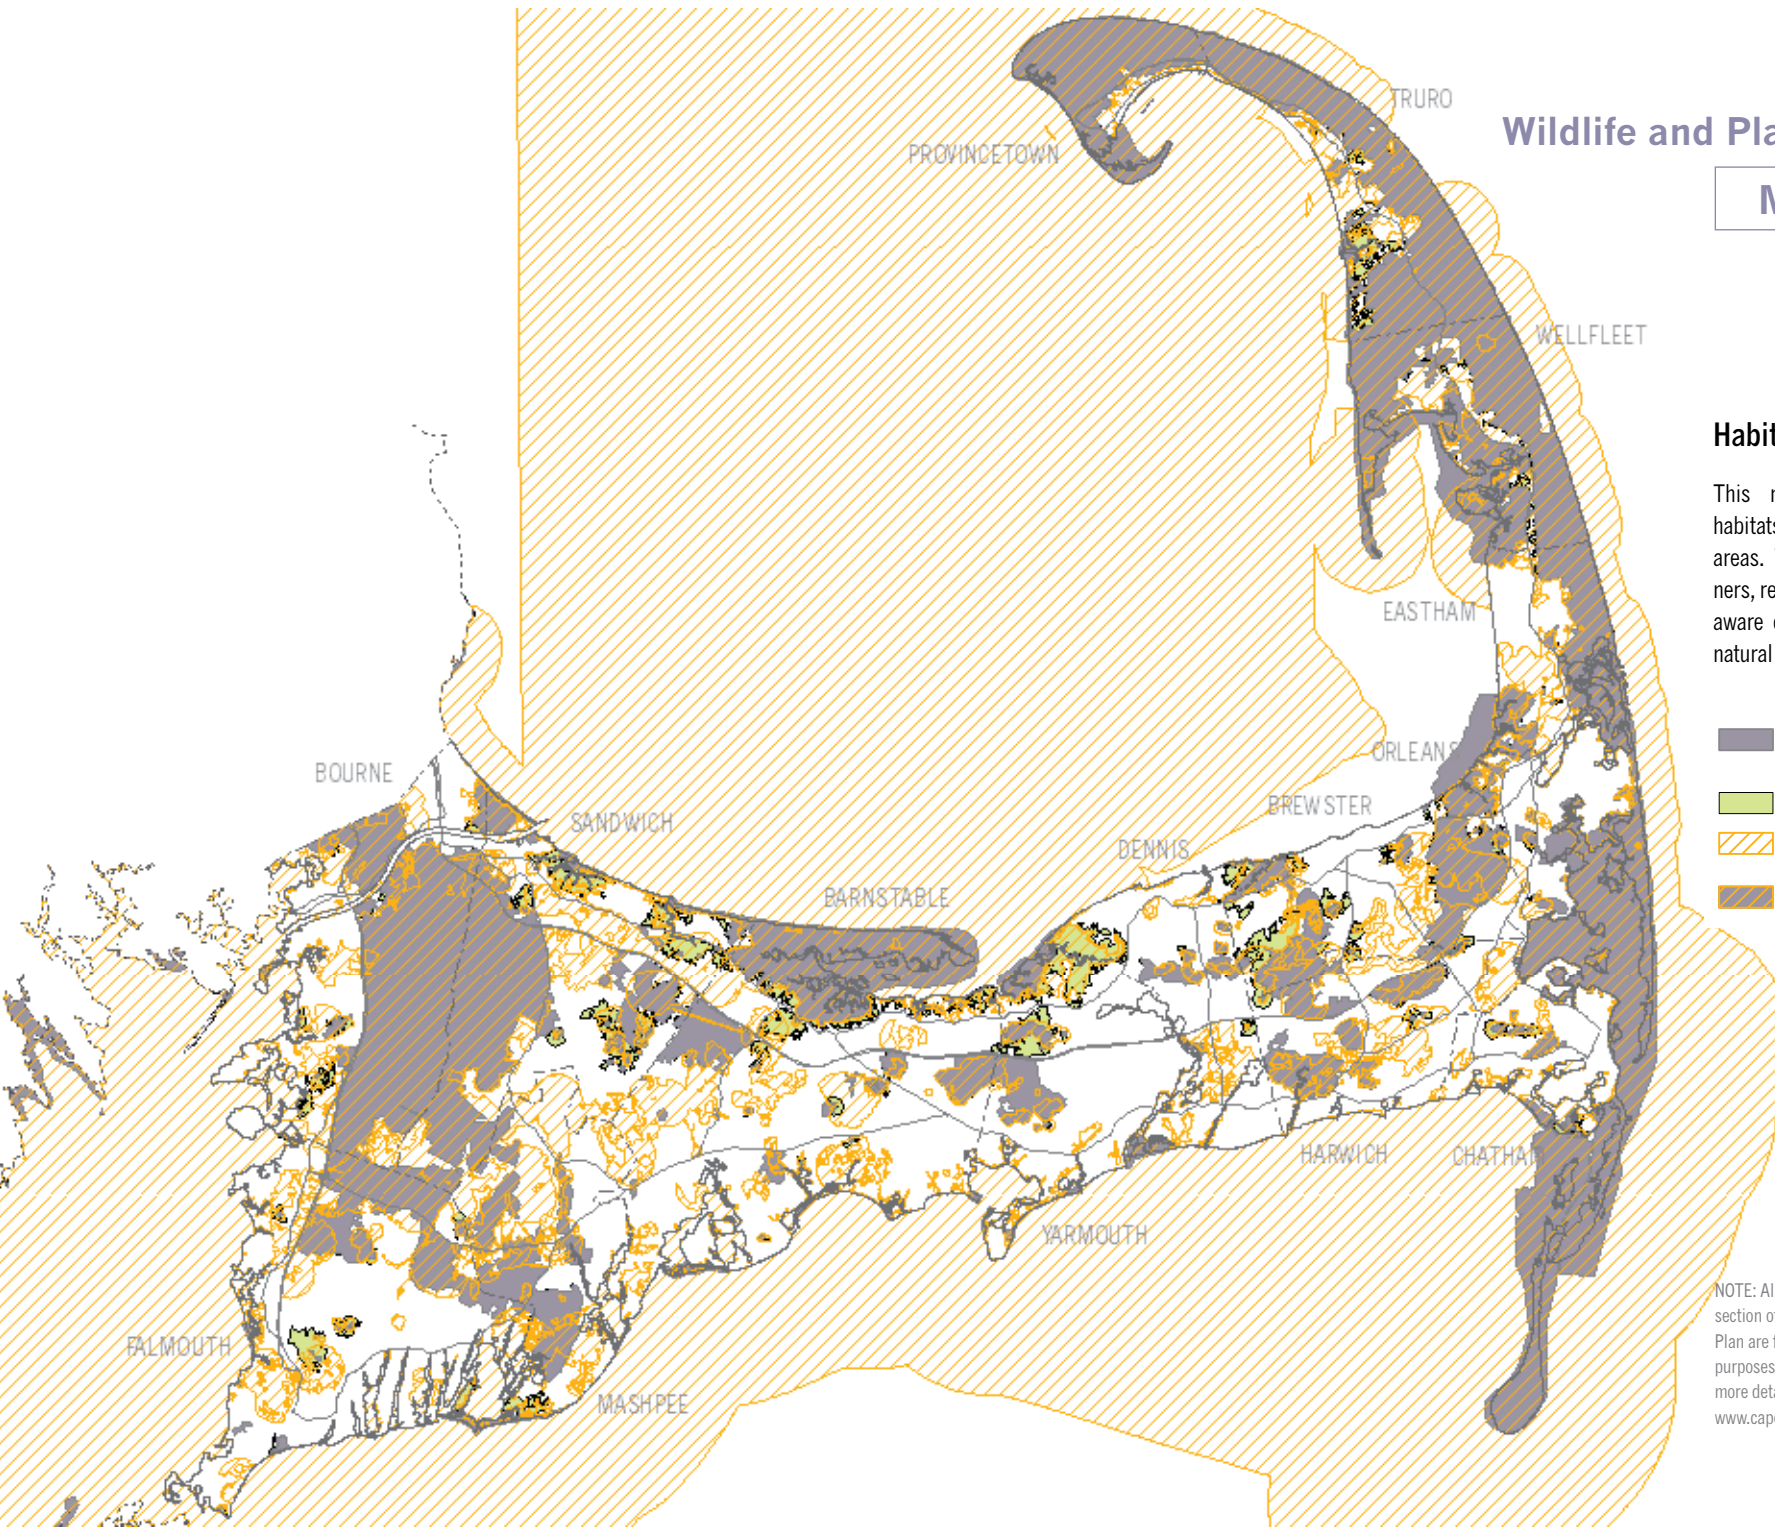 TRURO
Wildlife and Pla
PROVINCETOWN
M
WELLFLEET
Habit
This
habitats
areas.
EASTHAM
ners, re
aware
natural
ORLEANS
BOURNE
BREWSTER
SANDWICH
DENNIS
BARNSTABLE
HARWICH
CHATHAM
YARMOUTH
NOTE: Al
section o
Plan are
purposes
FALMOUTH
more deta
MASHPEE
www.cap